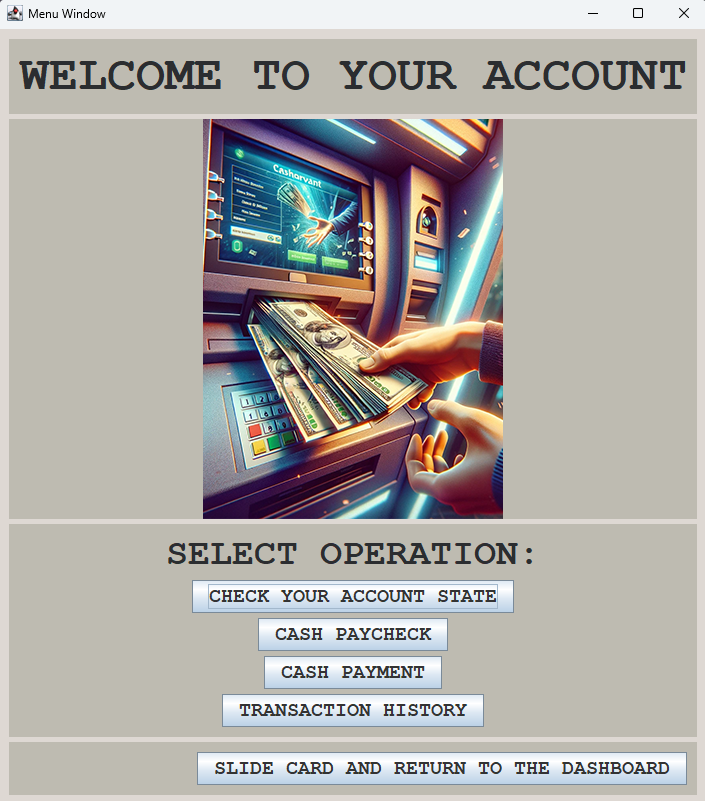 Menu Window
WELCOME TO YOUR ACCOUNT
SELECT OPERATION:
CHECK YOUR ACCOUNT STATE
CASH PAYCHECK
CASH PAYMENT
TRANSACTION HISTORY
SLIDE CARD AND RETURN TO THE DASHBOARD